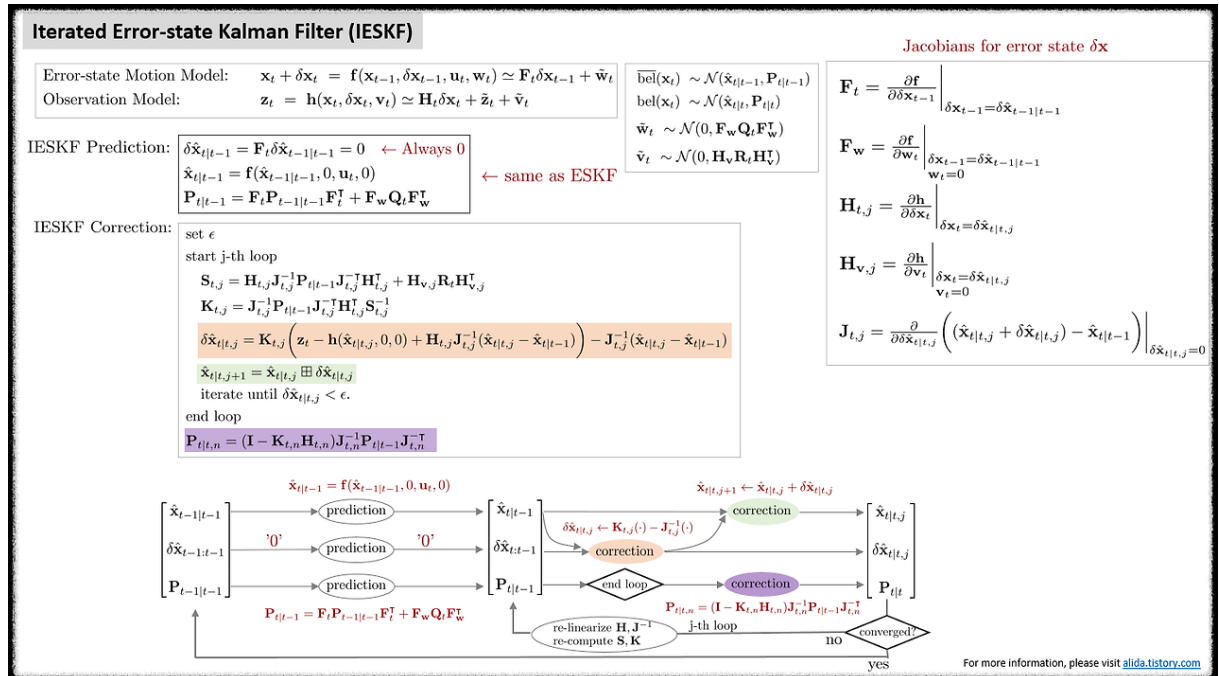 Iterated Error-state Kalman Filter (IESKF)
Error-state Motion Model: x_t + δx_t = f(x_{t−1}, δx_{t−1}, u_t, w_t) ≃ F_t δx_{t−1} + w̃_t
Observation Model: z_t = h(x_t, δx_t, v_t) ≃ H_t δx_t + z̃_t + ṽ_t
\overline{bel}(x_t) ∼ 𝒩(x̂_{t|t−1}, P_{t|t−1})
bel(x_t) ∼ 𝒩(x̂_{t|t}, P_{t|t})
w̃_t ∼ 𝒩(0, F_w Q_t F_w^⊺)
ṽ_t ∼ 𝒩(0, H_v R_t H_v^⊺)
IESKF Prediction:
δx̂_{t|t−1} = F_t δx̂_{t−1|t−1} = 0 ← Always 0
x̂_{t|t−1} = f(x̂_{t−1|t−1}, 0, u_t, 0)
P_{t|t−1} = F_t P_{t−1|t−1} F_t^⊺ + F_w Q_t F_w^⊺
← same as ESKF
IESKF Correction:
set ϵ
start j-th loop
S_{t,j} = H_{t,j} J_{t,j}^{−1} P_{t|t−1} J_{t,j}^{−⊺} H_{t,j}^⊺ + H_{v,j} R_t H_{v,j}^⊺
K_{t,j} = J_{t,j}^{−1} P_{t|t−1} J_{t,j}^{−⊺} H_{t,j}^⊺ S_{t,j}^{−1}
δx̂_{t|t,j} = K_{t,j} ( z_t − h(x̂_{t|t,j}, 0, 0) + H_{t,j} J_{t,j}^{−1} (x̂_{t|t,j} − x̂_{t|t−1}) ) − J_{t,j}^{−1} (x̂_{t|t,j} − x̂_{t|t−1})
x̂_{t|t,j+1} = x̂_{t|t,j} ⊞ δx̂_{t|t,j}
iterate until δx̂_{t|t,j} < ϵ.
end loop
P_{t|t,n} = (I − K_{t,n} H_{t,n}) J_{t,n}^{−1} P_{t|t−1} J_{t,n}^{−⊺}
Jacobians for error state δx
F_t = ∂f/∂δx_{t−1} |_{δx_{t−1}=δx̂_{t−1|t−1}}
F_w = ∂f/∂w_t |_{δx_{t−1}=δx̂_{t−1|t−1}, w_t=0}
H_{t,j} = ∂h/∂δx_t |_{δx_t=δx̂_{t|t,j}}
H_{v,j} = ∂h/∂v_t |_{δx_t=δx̂_{t|t,j}, v_t=0}
J_{t,j} = ∂/∂δx̂_{t|t,j} ( (x̂_{t|t,j} + δx̂_{t|t,j}) − x̂_{t|t−1} ) |_{δx̂_{t|t,j}=0}
x̂_{t|t−1} = f(x̂_{t−1|t−1}, 0, u_t, 0)
x̂_{t|t,j+1} ← x̂_{t|t,j} + δx̂_{t|t,j}
x̂_{t−1|t−1}
prediction
x̂_{t|t−1}
correction
x̂_{t|t,j}
δx̂_{t|t,j} ← K_{t,j}(·) − J_{t,j}^{−1}(·)
δx̂_{t−1:t−1}
'0'
prediction
'0'
δx̂_{t:t−1}
correction
δx̂_{t|t,j}
P_{t−1|t−1}
prediction
P_{t|t−1}
end loop
correction
P_{t|t}
P_{t|t−1} = F_t P_{t−1|t−1} F_t^⊺ + F_w Q_t F_w^⊺
P_{t|t,n} = (I − K_{t,n} H_{t,n}) J_{t,n}^{−1} P_{t|t−1} J_{t,n}^{−⊺}
re-linearize H, J^{−1}
re-compute S, K
j-th loop
no
converged?
yes
For more information, please visit alida.tistory.com